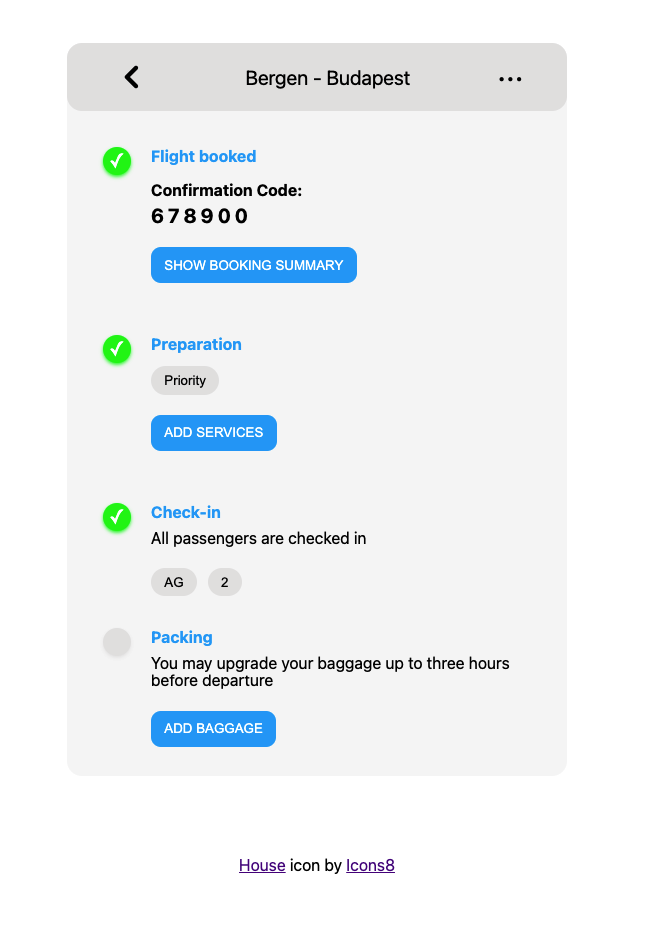 Bergen - Budapest
Flight booked
Confirmation Code:
678900
SHOW BOOKING SUMMARY
Preparation
Priority
ADD SERVICES
Check-in
All passengers are checked in
AG 2
Packing
You may upgrade your baggage up to three hours
before departure
ADD BAGGAGE
House icon by Icons8